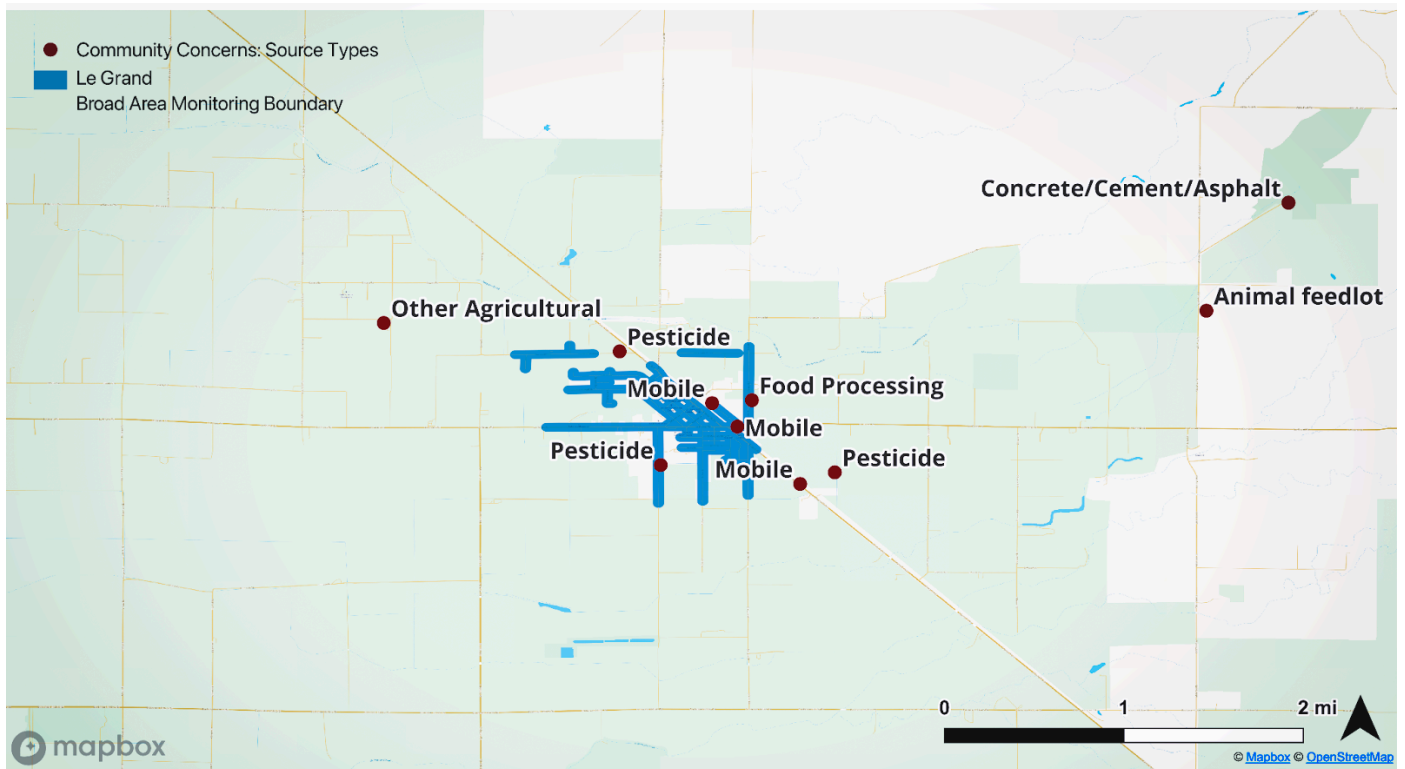 Community Concerns: Source Types
Le Grand
Broad Area Monitoring Boundary
Concrete/Cement/Asphalt
Animal feedlot
Other Agricultural
Pesticide
Mobile
Food Processing
Mobile
Pesticide
Mobile
Pesticide
0
1
2 mi
mapbox
© Mapbox © OpenStreetMap